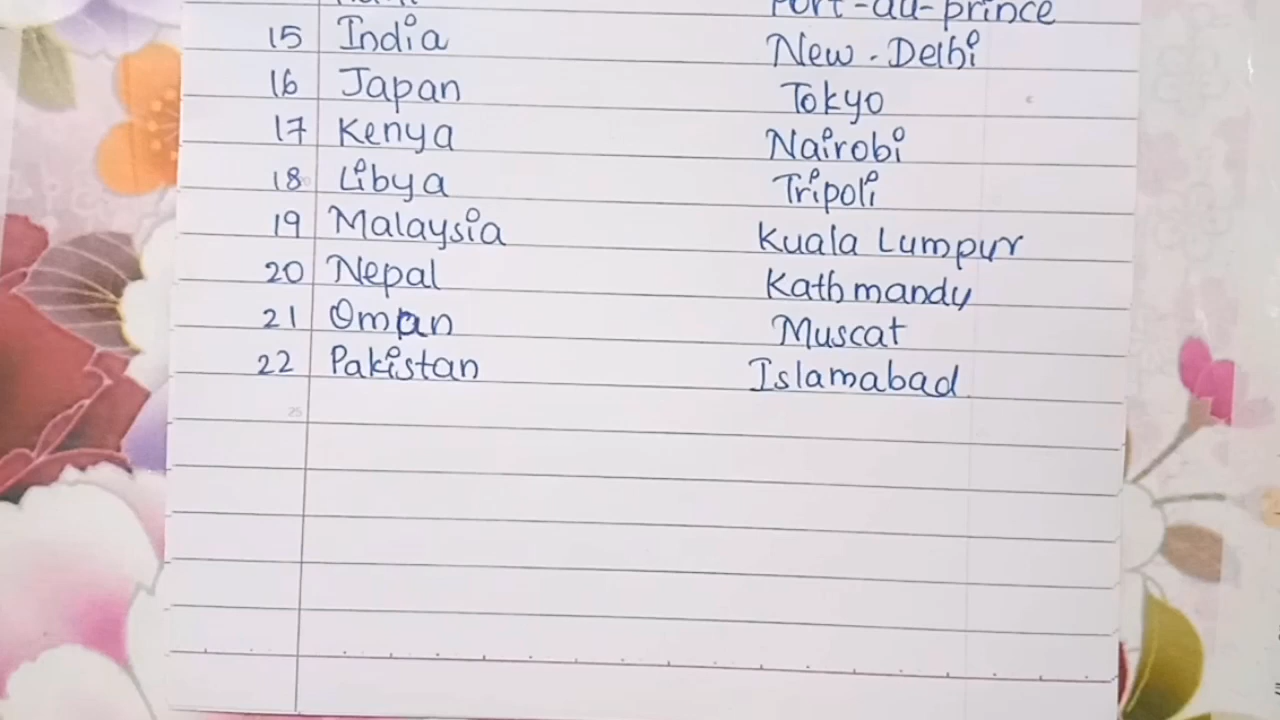 Port-au-prince
15 India New-Delhi
16 Japan Tokyo
17 Kenya Nairobi
18 Libya Tripoli
19 Malaysia Kuala Lumpur
20 Nepal Kathmandu
21 Oman Muscat
22 Pakistan Islamabad
25